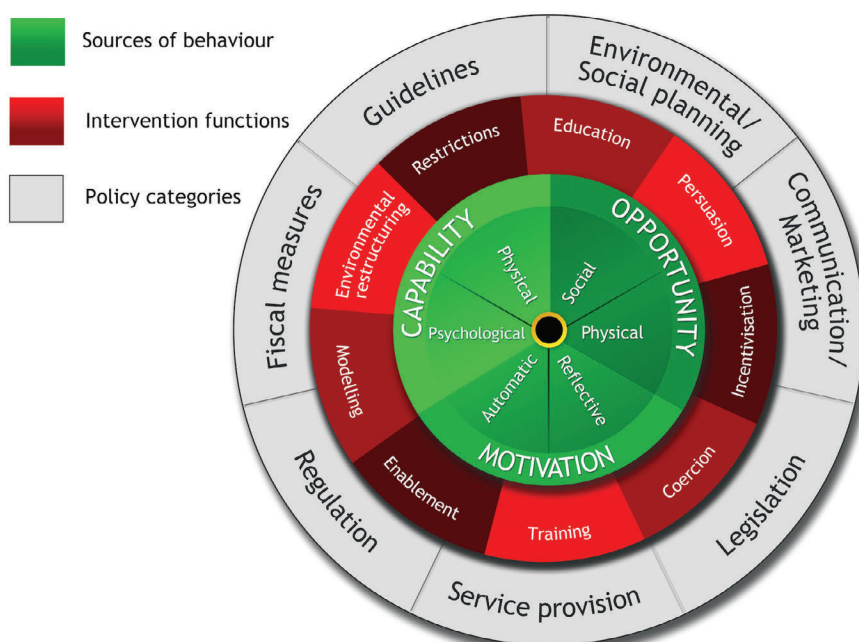 Sources of behaviour
Intervention functions
Policy categories
Guidelines
Environmental/
Social planning
Communication/
Marketing
Legislation
Service provision
Regulation
Fiscal measures
Restrictions
Education
Persuasion
Incentivisation
Coercion
Training
Enablement
Modelling
Environmental
restructuring
CAPABILITY
OPPORTUNITY
MOTIVATION
Physical
Social
Psychological
Physical
Automatic
Reflective